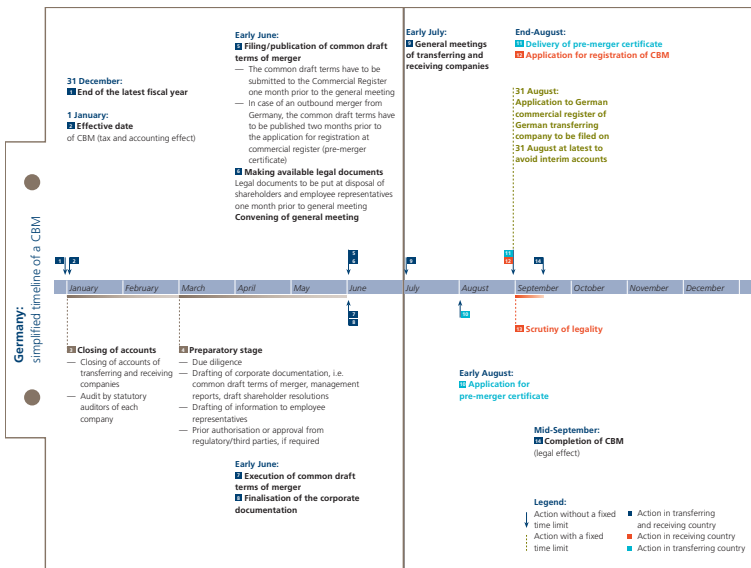 Germany:
simplified timeline of a CBM
31 December:
1 End of the latest fiscal year
1 January:
2 Effective date
of CBM (tax and accounting effect)
Early June:
5 Filing/publication of common draft
terms of merger
— The common draft terms have to be
submitted to the Commercial Register
one month prior to the general meeting
— In case of an outbound merger from
Germany, the common draft terms have
to be published two months prior to
the application for registration at
commercial register (pre-merger
certificate)
6 Making available legal documents
Legal documents to be put at disposal of
shareholders and employee representatives
one month prior to general meeting
Convening of general meeting
Early July:
9 General meetings
of transferring and
receiving companies
End-August:
11 Delivery of pre-merger certificate
12 Application for registration of CBM
31 August:
Application to German
commercial register of
German transferring
company to be filed on
31 August at latest to
avoid interim accounts
1 2
5
6
9
11
12
14
January February March April May June July August September October November December
7
8
10
13 Scrutiny of legality
3 Closing of accounts
— Closing of accounts of
transferring and receiving
companies
— Audit by statutory
auditors of each
company
4 Preparatory stage
— Due diligence
— Drafting of corporate documentation, i.e.
common draft terms of merger, management
reports, draft shareholder resolutions
— Drafting of information to employee
representatives
— Prior authorisation or approval from
regulatory/third parties, if required
Early June:
7 Execution of common draft
terms of merger
8 Finalisation of the corporate
documentation
Early August:
10 Application for
pre-merger certificate
Mid-September:
14 Completion of CBM
(legal effect)
Legend:
Action without a fixed
time limit
Action with a fixed
time limit
Action in transferring
and receiving country
Action in receiving country
Action in transferring country